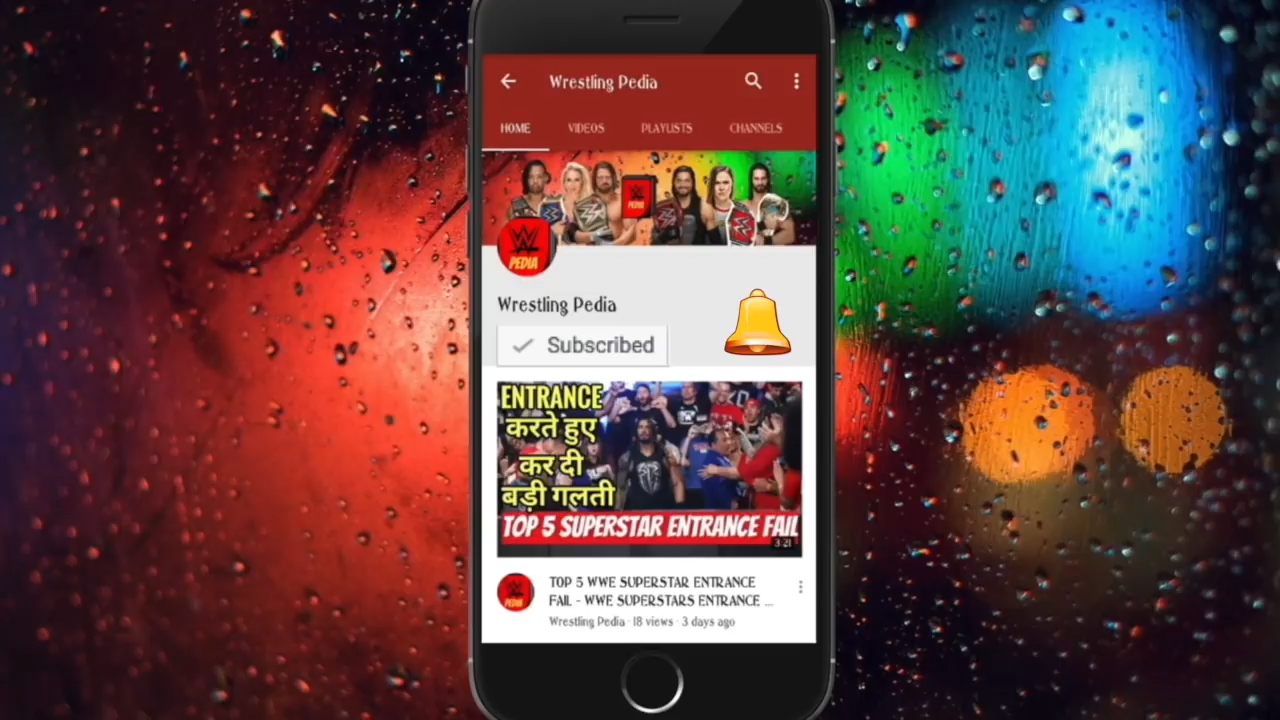 Wrestling Pedia
HOME VIDEOS PLAYLISTS CHANNELS
PEDIA
PEDIA
Wrestling Pedia
Subscribed
ENTRANCE
करते हुए
कर दी
बड़ी गलती
TOP 5 SUPERSTAR ENTRANCE FAIL
3:21
TOP 5 WWE SUPERSTAR ENTRANCE
FAIL - WWE SUPERSTARS ENTRANCE ...
PEDIA
Wrestling Pedia · 18 views · 3 days ago